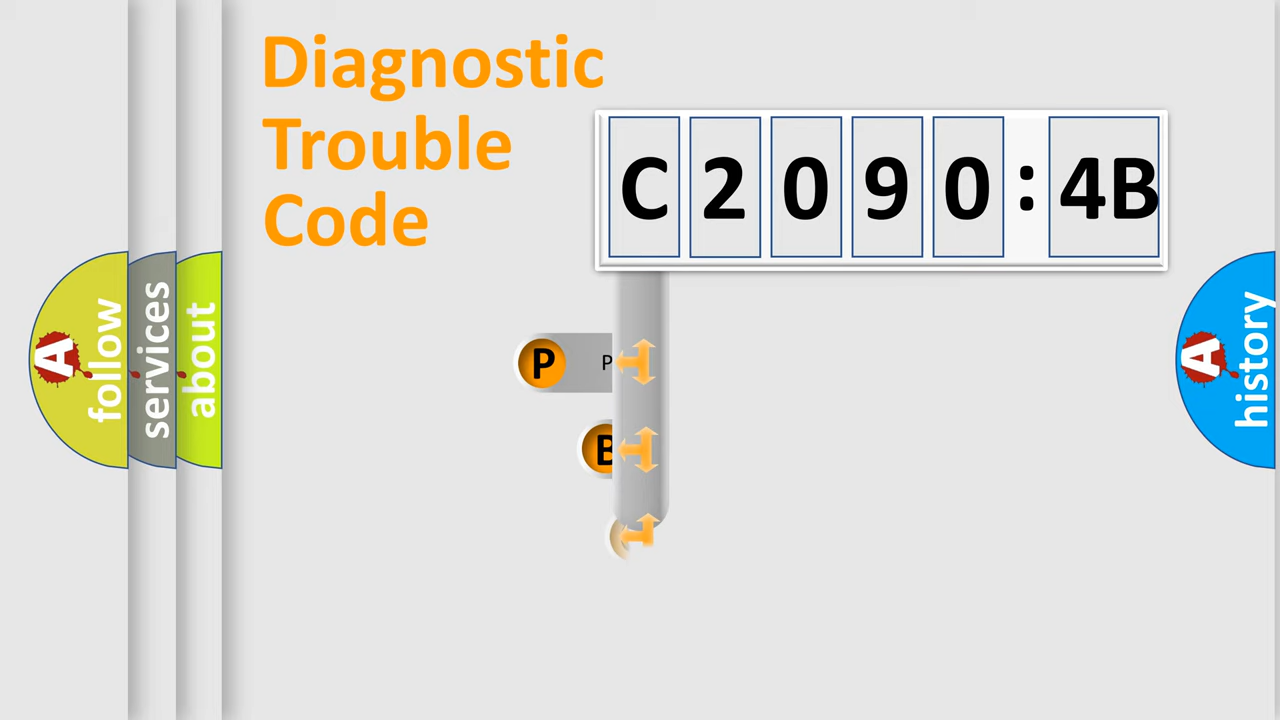 Diagnostic
Trouble
Code
C2090:4B
P
P
B
A
follow
services
about
A
history